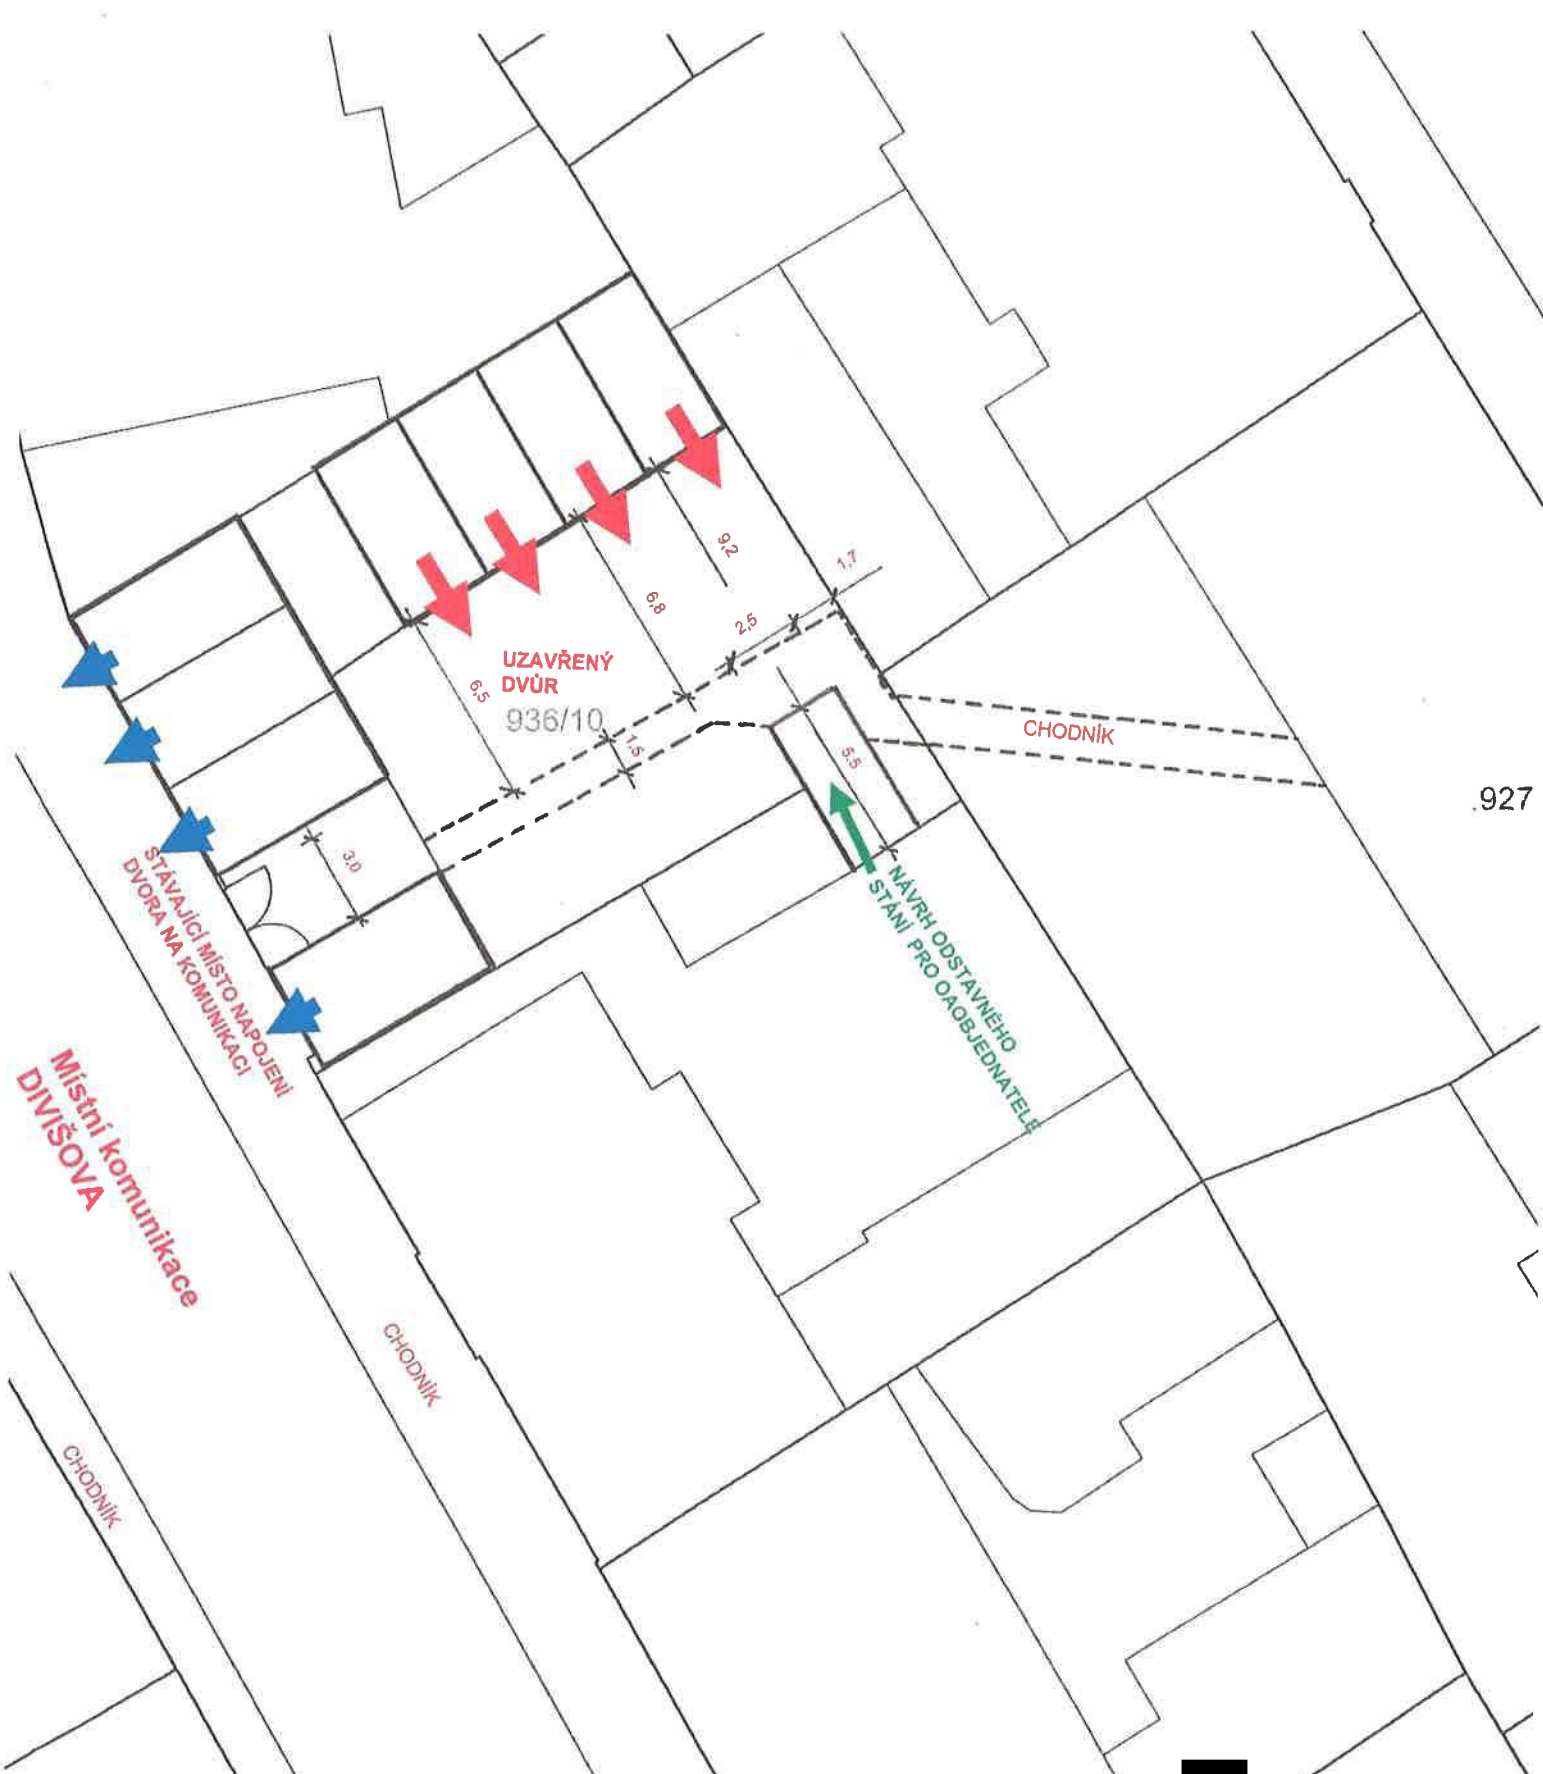 9,2
1,7
6,8
2,5
UZAVŘENÝ
DVŮR
6,5
936/10
1,5
5.5
CHODNÍK
.927
3,0
STÁVAJÍCÍ MÍSTO NAPOJENÍ
DVORA NA KOMUNIKACI
NÁVRH ODSTAVNÉHO
STÁNÍ PRO OAOBJEDNATELE
Místní komunikace
DIVIŠOVA
CHODNÍK
CHODNÍK